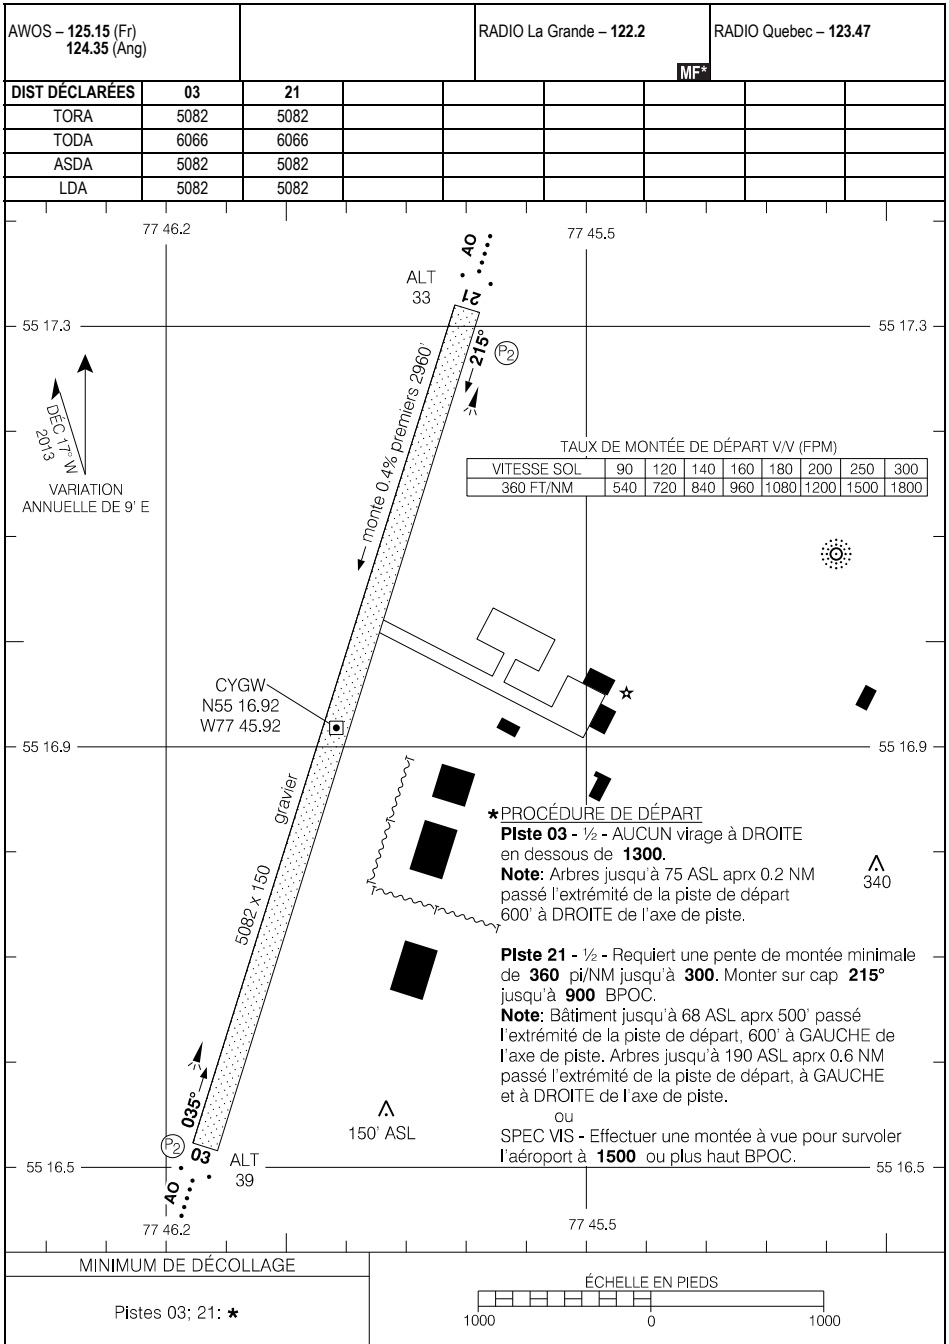 AWOS – 125.15 (Fr)
124.35 (Ang)
RADIO La Grande – 122.2
RADIO Quebec – 123.47
MF*
DIST DÉCLARÉES 03 21
TORA 5082 5082
TODA 6066 6066
ASDA 5082 5082
LDA 5082 5082
77 46.2
77 45.5
AO
ALT
33
21
55 17.3
55 17.3
215°
P2
DÉC 17° W
2013
VARIATION
ANNUELLE DE 9' E
monte 0.4% premiers 2960'
TAUX DE MONTÉE DE DÉPART V/V (FPM)
VITESSE SOL 90 120 140 160 180 200 250 300
360 FT/NM 540 720 840 960 1080 1200 1500 1800
CYGW
N55 16.92
W77 45.92
55 16.9
55 16.9
gravier
5082 x 150
*PROCÉDURE DE DÉPART
Piste 03 - ½ - AUCUN virage à DROITE
en dessous de 1300.
Note: Arbres jusqu'à 75 ASL aprx 0.2 NM
passé l'extrémité de la piste de départ
600' à DROITE de l'axe de piste.
340
Piste 21 - ½ - Requiert une pente de montée minimale
de 360 pi/NM jusqu'à 300. Monter sur cap 215°
jusqu'à 900 BPOC.
Note: Bâtiment jusqu'à 68 ASL aprx 500' passé
l'extrémité de la piste de départ, 600' à GAUCHE de
l'axe de piste. Arbres jusqu'à 190 ASL aprx 0.6 NM
passé l'extrémité de la piste de départ, à GAUCHE
et à DROITE de l'axe de piste.
ou
SPEC VIS - Effectuer une montée à vue pour survoler
l'aéroport à 1500 ou plus haut BPOC.
150' ASL
035°
P2
03
ALT
39
55 16.5
55 16.5
AO
77 46.2
77 45.5
MINIMUM DE DÉCOLLAGE
Pistes 03; 21: *
ÉCHELLE EN PIEDS
1000 0 1000